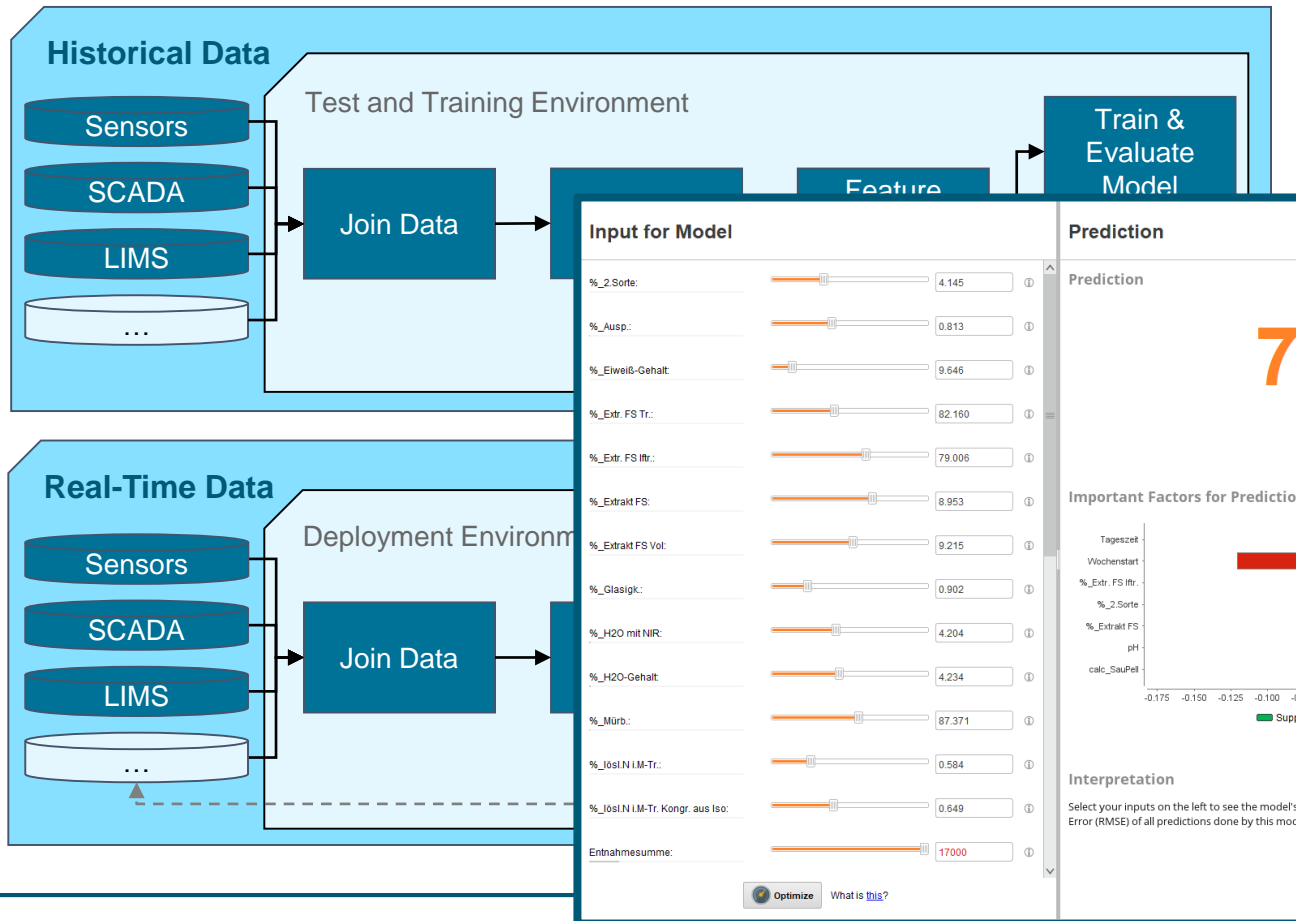 Historical Data
Test and Training Environment
Sensors
SCADA
LIMS
...
Join Data
Feature
Train &
Evaluate
Model
Real-Time Data
Deployment Environm
Sensors
SCADA
LIMS
...
Join Data
Input for Model
%_2.Sorte: 4.145
%_Ausp.: 0.813
%_Eiweiß-Gehalt: 9.646
%_Extr. FS Tr.: 82.160
%_Extr. FS lftr.: 79.006
%_Extrakt FS: 8.953
%_Extrakt FS Vol: 9.215
%_Glasigk.: 0.902
%_H2O mit NIR: 4.204
%_H2O-Gehalt: 4.234
%_Mürb.: 87.371
%_lösl.N i.M-Tr.: 0.584
%_lösl.N i.M-Tr. Kongr. aus Iso: 0.649
Entnahmesumme: 17000
Optimize What is this?
Prediction
Prediction
7
Important Factors for Predictio
Tageszeit
Wochenstart
%_Extr. FS lftr.
%_2.Sorte
%_Extrakt FS
pH
calc_SauPell
-0.175 -0.150 -0.125 -0.100
Supp
Interpretation
Select your inputs on the left to see the model's
Error (RMSE) of all predictions done by this mod